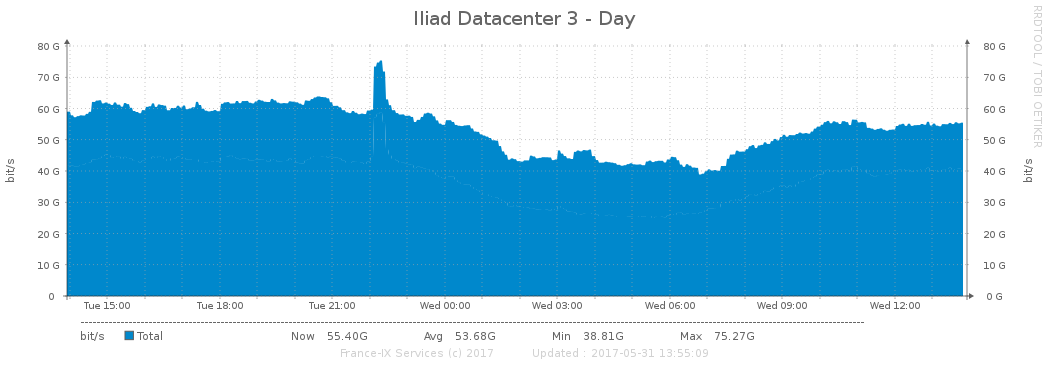 Iliad Datacenter 3 - Day
RRDTOOL / TOBI OETIKER
80 G 80 G
70 G 70 G
60 G 60 G
50 G 50 G
40 G 40 G
30 G 30 G
20 G 20 G
10 G 10 G
0 0 G
bit/s bit/s
Tue 15:00 Tue 18:00 Tue 21:00 Wed 00:00 Wed 03:00 Wed 06:00 Wed 09:00 Wed 12:00
bit/s Total Now 55.40G Avg 53.68G Min 38.81G Max 75.27G
France-IX Services (c) 2017 Updated : 2017-05-31 13:55:09